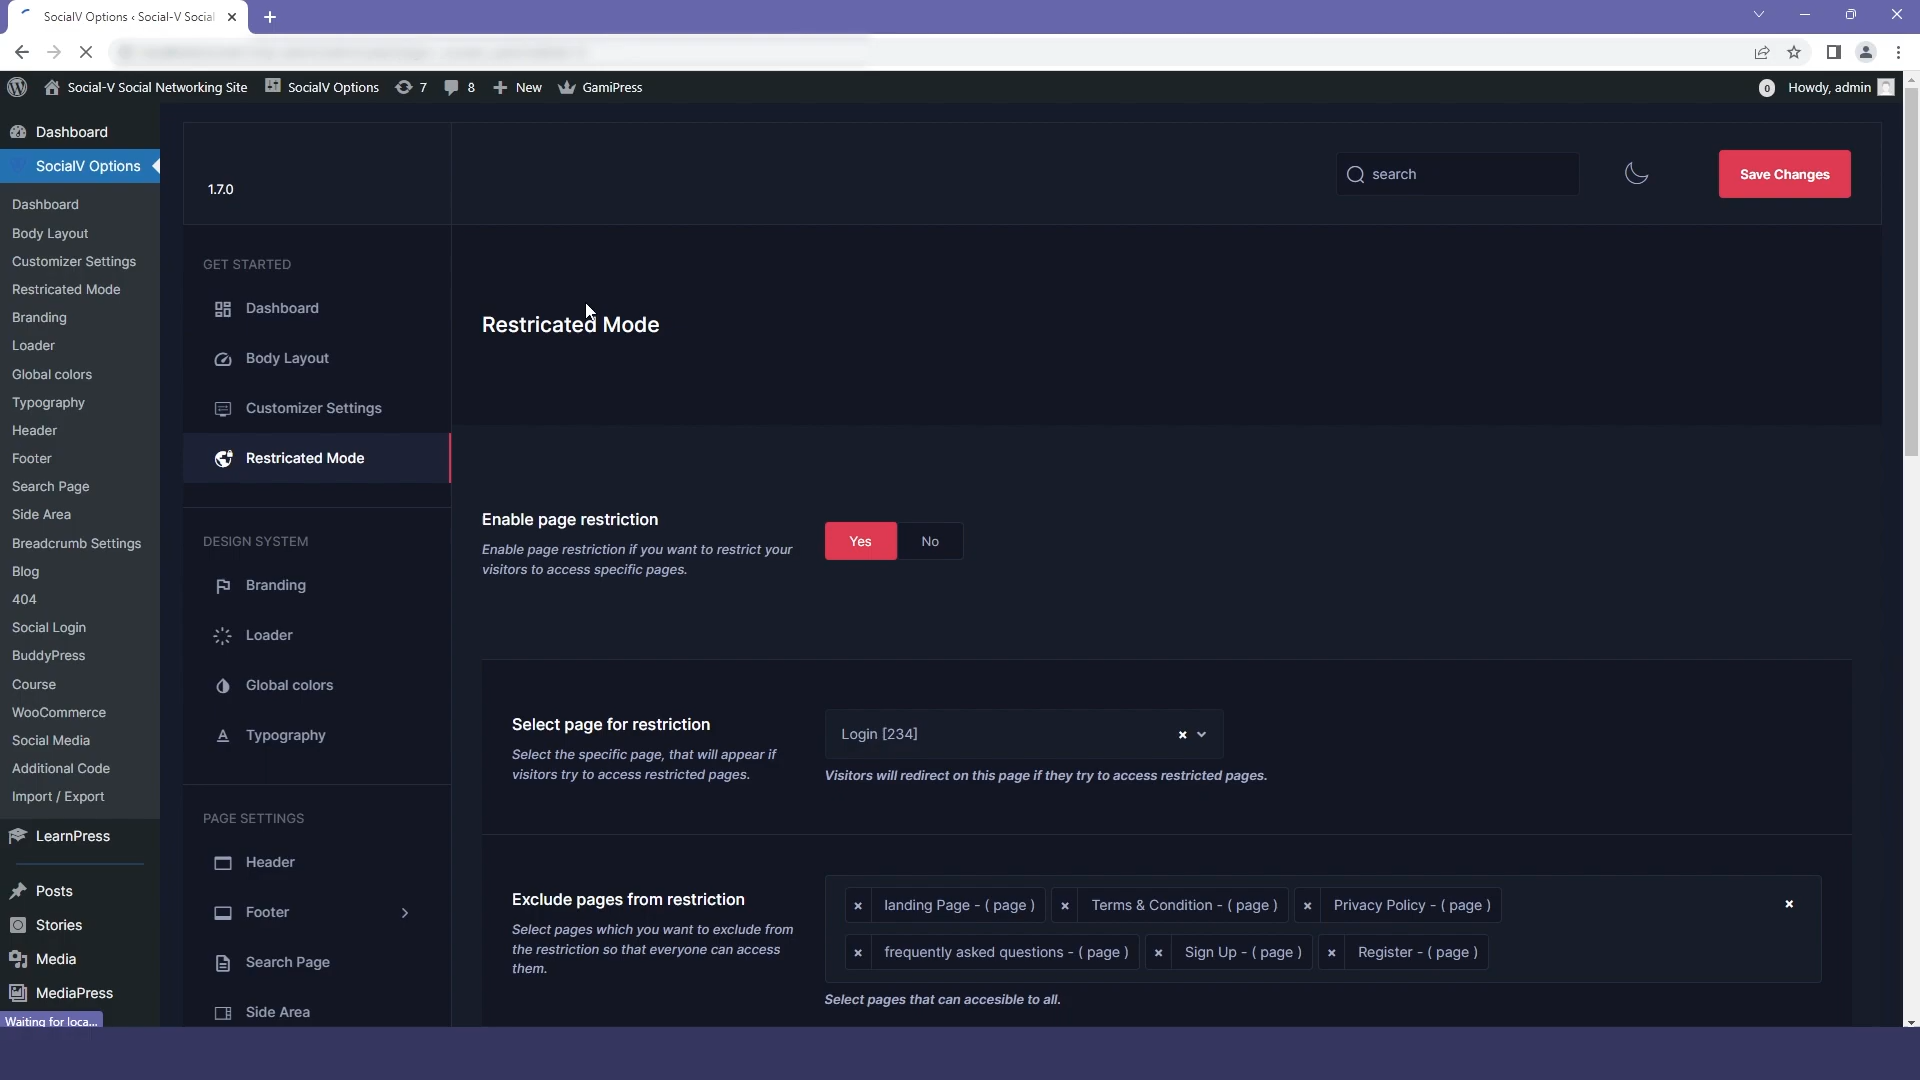 SocialV Options ‹ Social-V Social
Social-V Social Networking Site
SocialV Options
7
8
New
GamiPress
0
Howdy, admin
Dashboard
SocialV Options
Dashboard
Body Layout
Customizer Settings
Restricated Mode
Branding
Loader
Global colors
Typography
Header
Footer
Search Page
Side Area
Breadcrumb Settings
Blog
404
Social Login
BuddyPress
Course
WooCommerce
Social Media
Additional Code
Import / Export
LearnPress
Posts
Stories
Media
MediaPress
Waiting for loca...
1.7.0
search
Save Changes
GET STARTED
Dashboard
Body Layout
Customizer Settings
Restricated Mode
DESIGN SYSTEM
Branding
Loader
Global colors
Typography
PAGE SETTINGS
Header
Footer
Search Page
Side Area
Restricated Mode
Enable page restriction
Enable page restriction if you want to restrict your
visitors to access specific pages.
Yes
No
Select page for restriction
Select the specific page, that will appear if
visitors try to access restricted pages.
Login [234]
Visitors will redirect on this page if they try to access restricted pages.
Exclude pages from restriction
Select pages which you want to exclude from
the restriction so that everyone can access
them.
× landing Page - ( page ) × Terms & Condition - ( page ) × Privacy Policy - ( page )
× frequently asked questions - ( page ) × Sign Up - ( page ) × Register - ( page )
Select pages that can accesible to all.